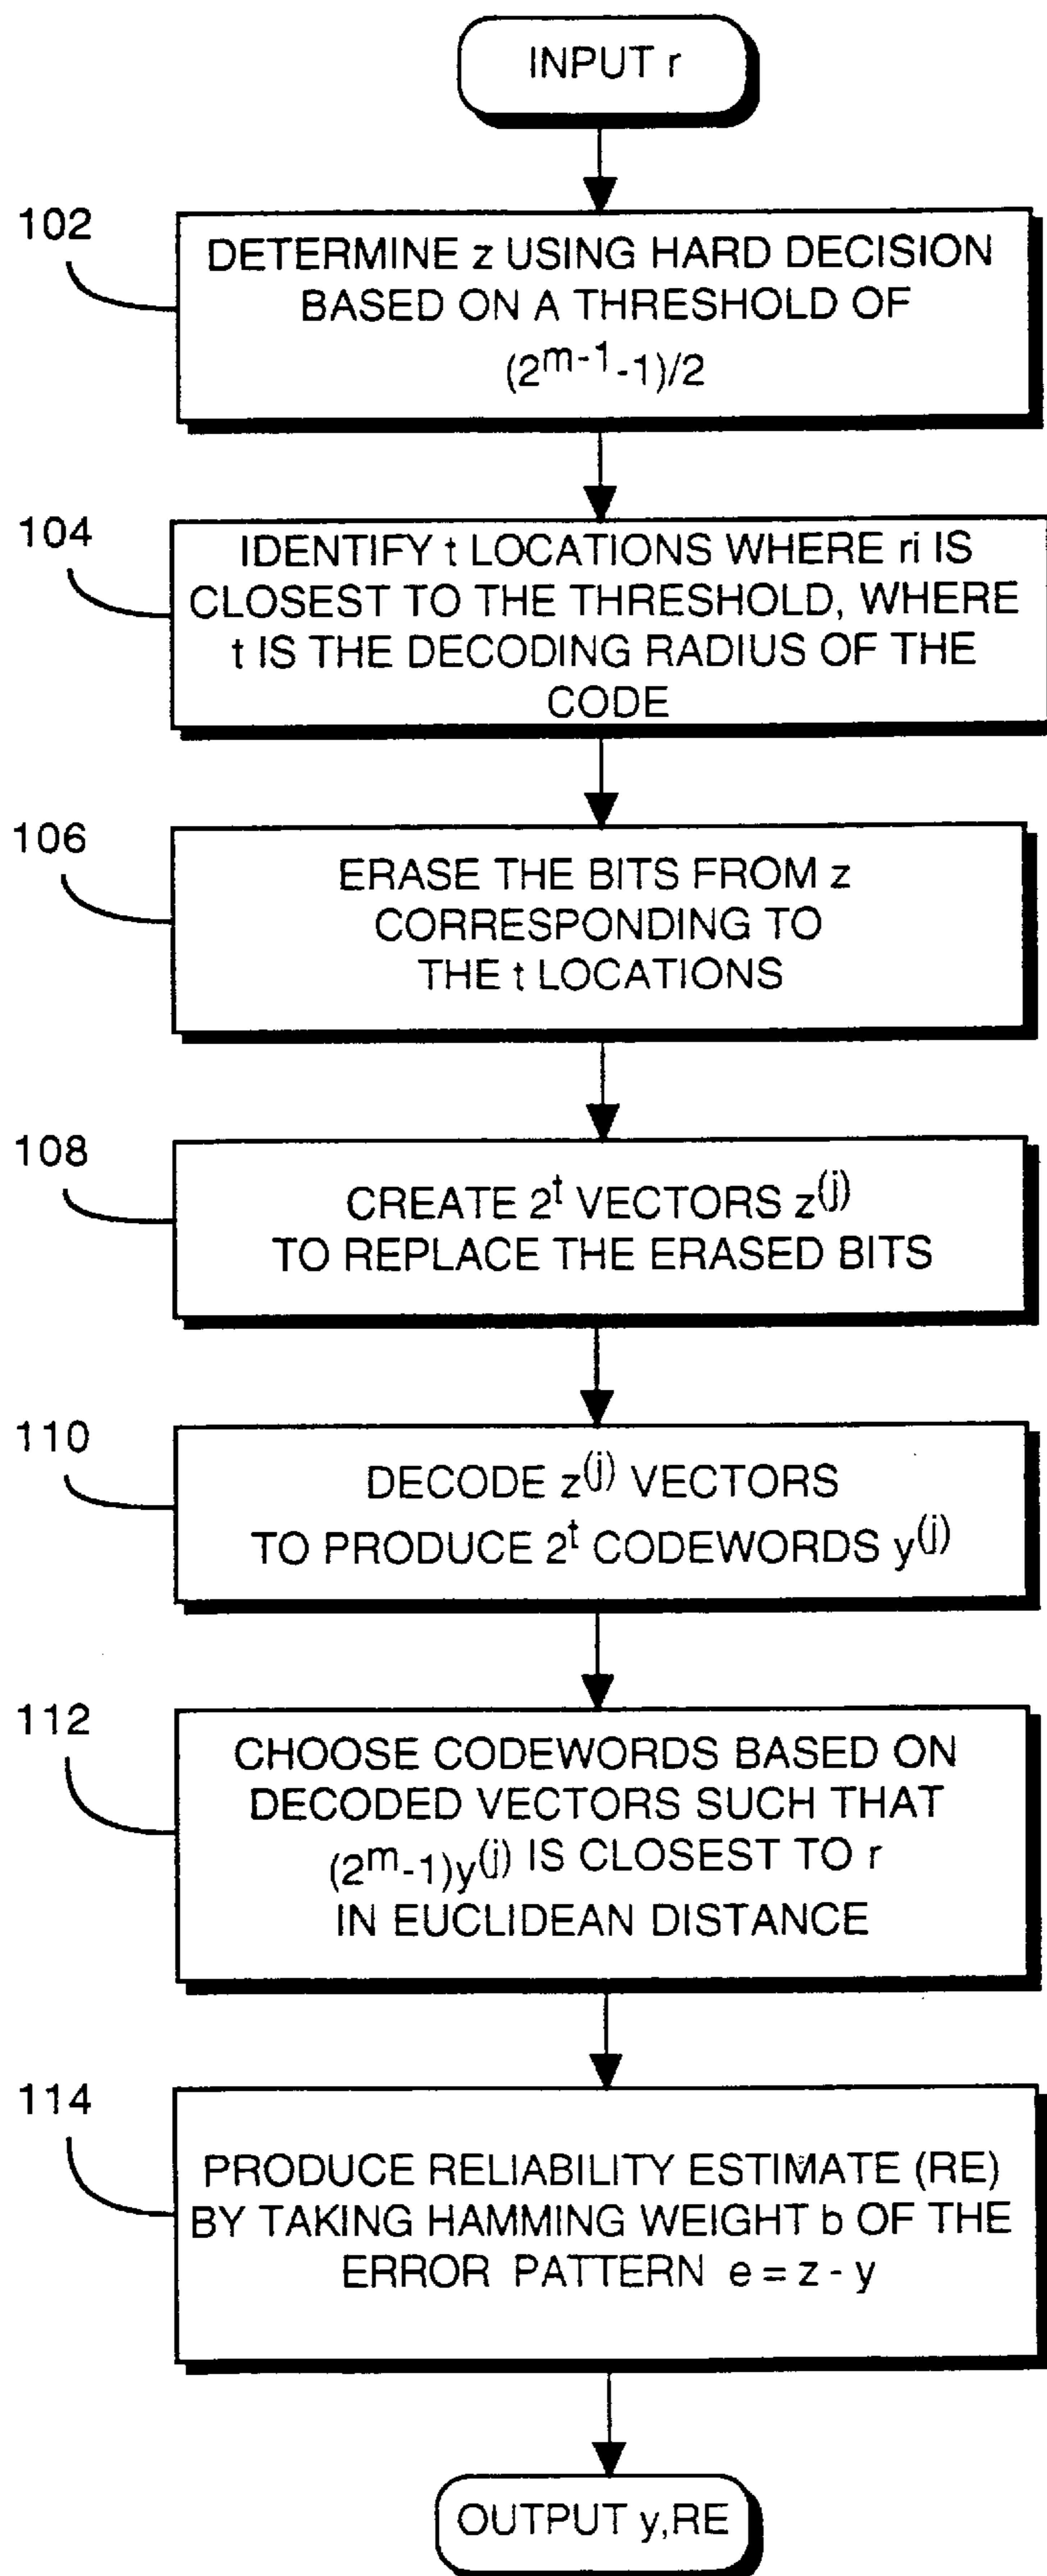 INPUT r
102
DETERMINE z USING HARD DECISION
BASED ON A THRESHOLD OF
(2^{m-1}-1)/2
104
IDENTIFY t LOCATIONS WHERE ri IS
CLOSEST TO THE THRESHOLD, WHERE
t IS THE DECODING RADIUS OF THE
CODE
106
ERASE THE BITS FROM z
CORRESPONDING TO
THE t LOCATIONS
108
CREATE 2^t VECTORS z^{(j)}
TO REPLACE THE ERASED BITS
110
DECODE z^{(j)} VECTORS
TO PRODUCE 2^t CODEWORDS y^{(j)}
112
CHOOSE CODEWORDS BASED ON
DECODED VECTORS SUCH THAT
(2^m-1)y^{(j)} IS CLOSEST TO r
IN EUCLIDEAN DISTANCE
114
PRODUCE RELIABILITY ESTIMATE (RE)
BY TAKING HAMMING WEIGHT b OF THE
ERROR PATTERN e = z - y
OUTPUT y,RE